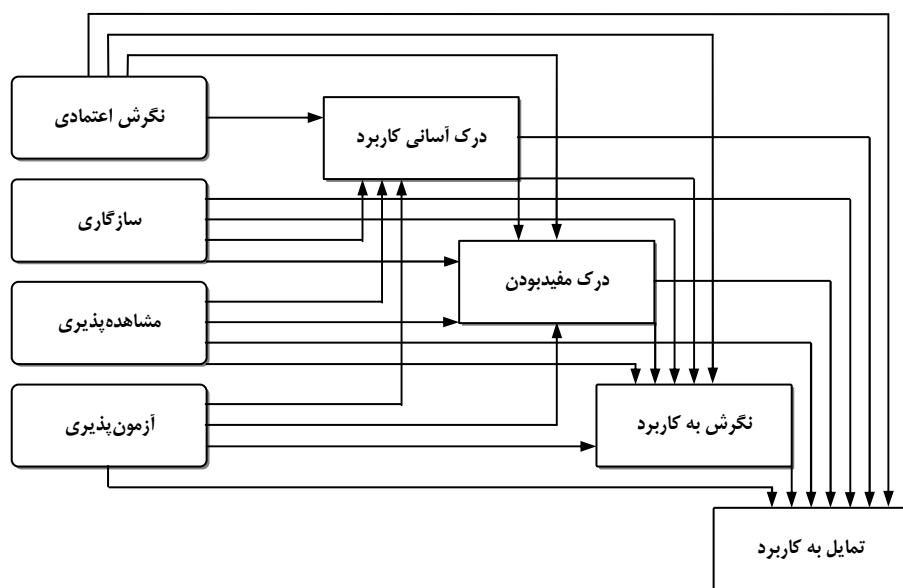 نگرش اعتمادی
درک آسانی کاربرد
سازگاری
درک مفیدبودن
مشاهده‌پذیری
آزمون‌پذیری
نگرش به کاربرد
تمایل به کاربرد